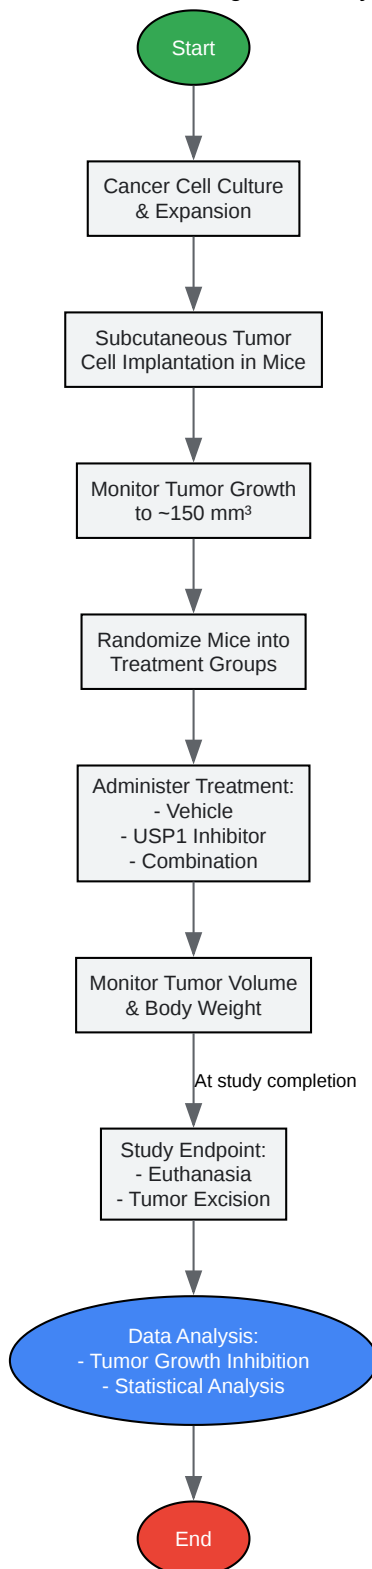 Start
Cancer Cell Culture
& Expansion
Subcutaneous Tumor
Cell Implantation in Mice
Monitor Tumor Growth
to ~150 mm³
Randomize Mice into
Treatment Groups
Administer Treatment:
- Vehicle
- USP1 Inhibitor
- Combination
Monitor Tumor Volume
& Body Weight
At study completion
Study Endpoint:
- Euthanasia
- Tumor Excision
Data Analysis:
- Tumor Growth Inhibition
- Statistical Analysis
End